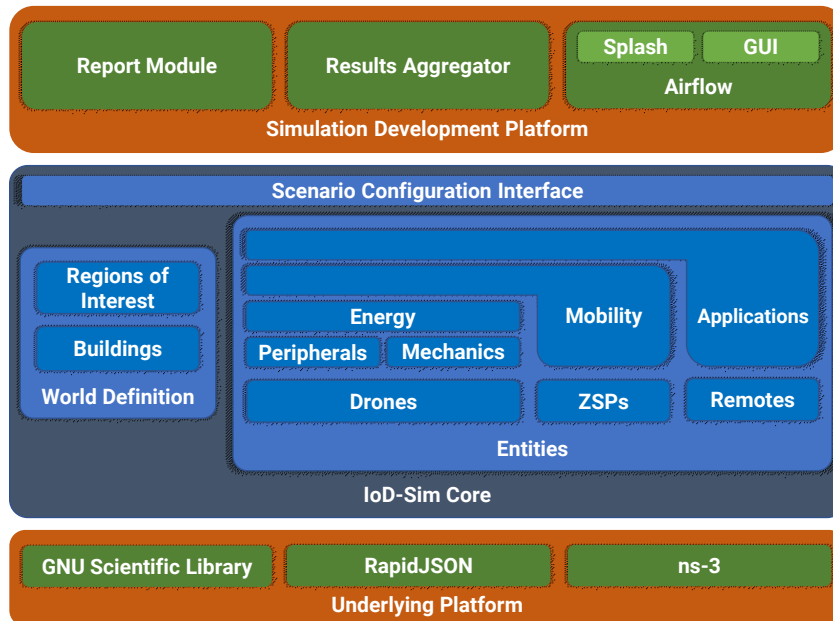 Report Module
Results Aggregator
Splash
GUI
Airflow
Simulation Development Platform
Scenario Configuration Interface
Regions of
Interest
Buildings
World Definition
Energy
Peripherals
Mechanics
Mobility
Applications
Drones
ZSPs
Remotes
Entities
IoD-Sim Core
GNU Scientific Library
RapidJSON
ns-3
Underlying Platform